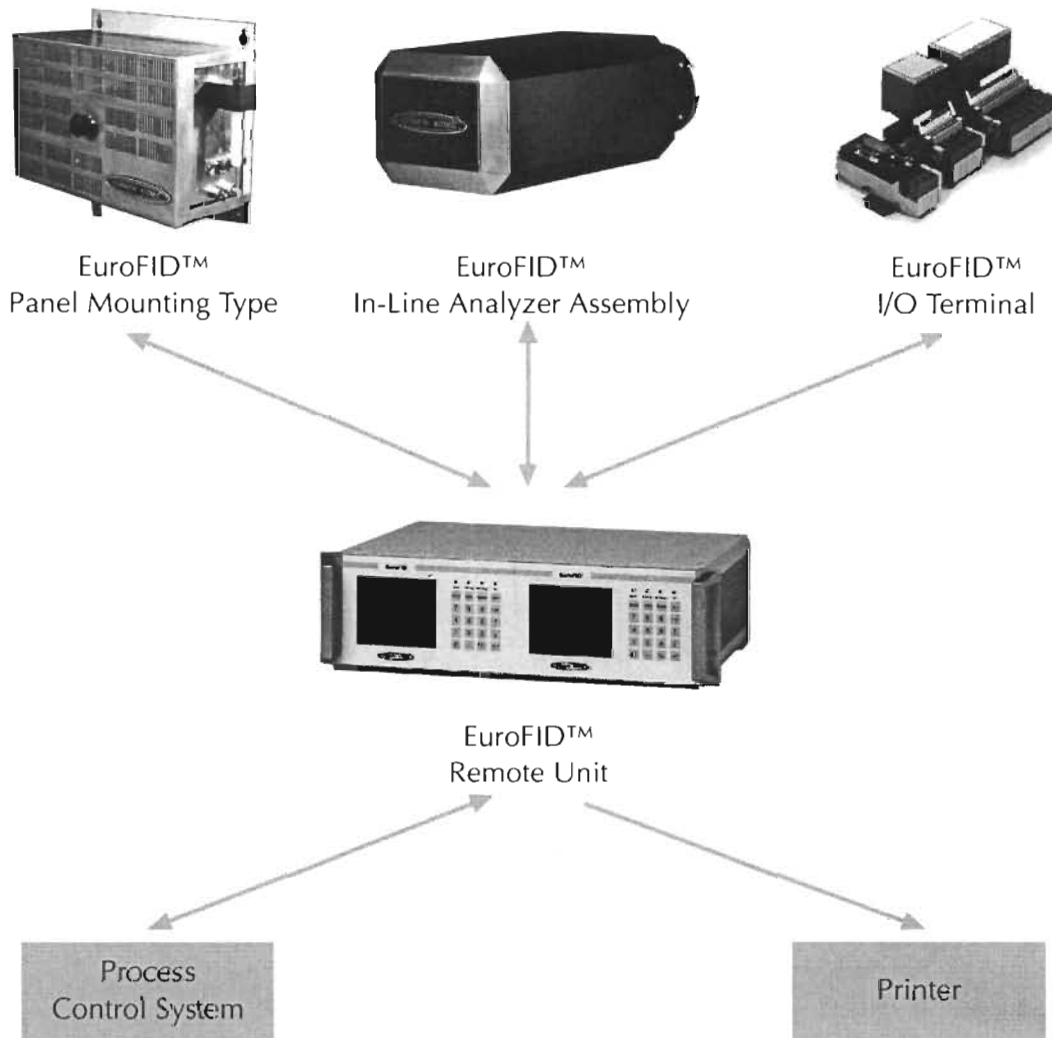 EuroFID™
Panel Mounting Type
EuroFID™
In-Line Analyzer Assembly
EuroFID™
I/O Terminal
EuroFID™
Remote Unit
Process
Control System
Printer